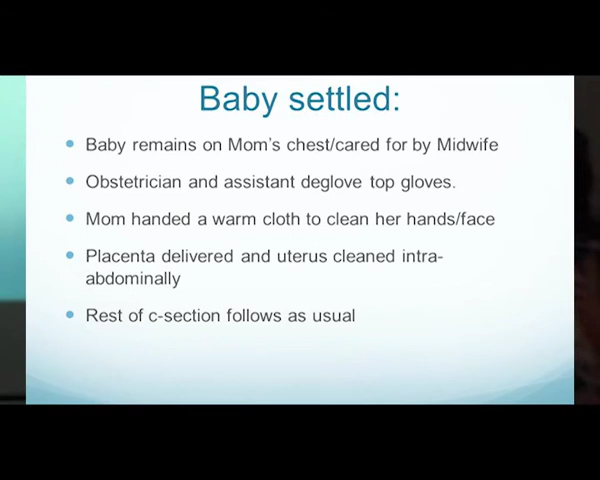 Baby settled:
Baby remains on Mom's chest/cared for by Midwife
Obstetrician and assistant deglove top gloves.
Mom handed a warm cloth to clean her hands/face
Placenta delivered and uterus cleaned intra-
abdominally
Rest of c-section follows as usual